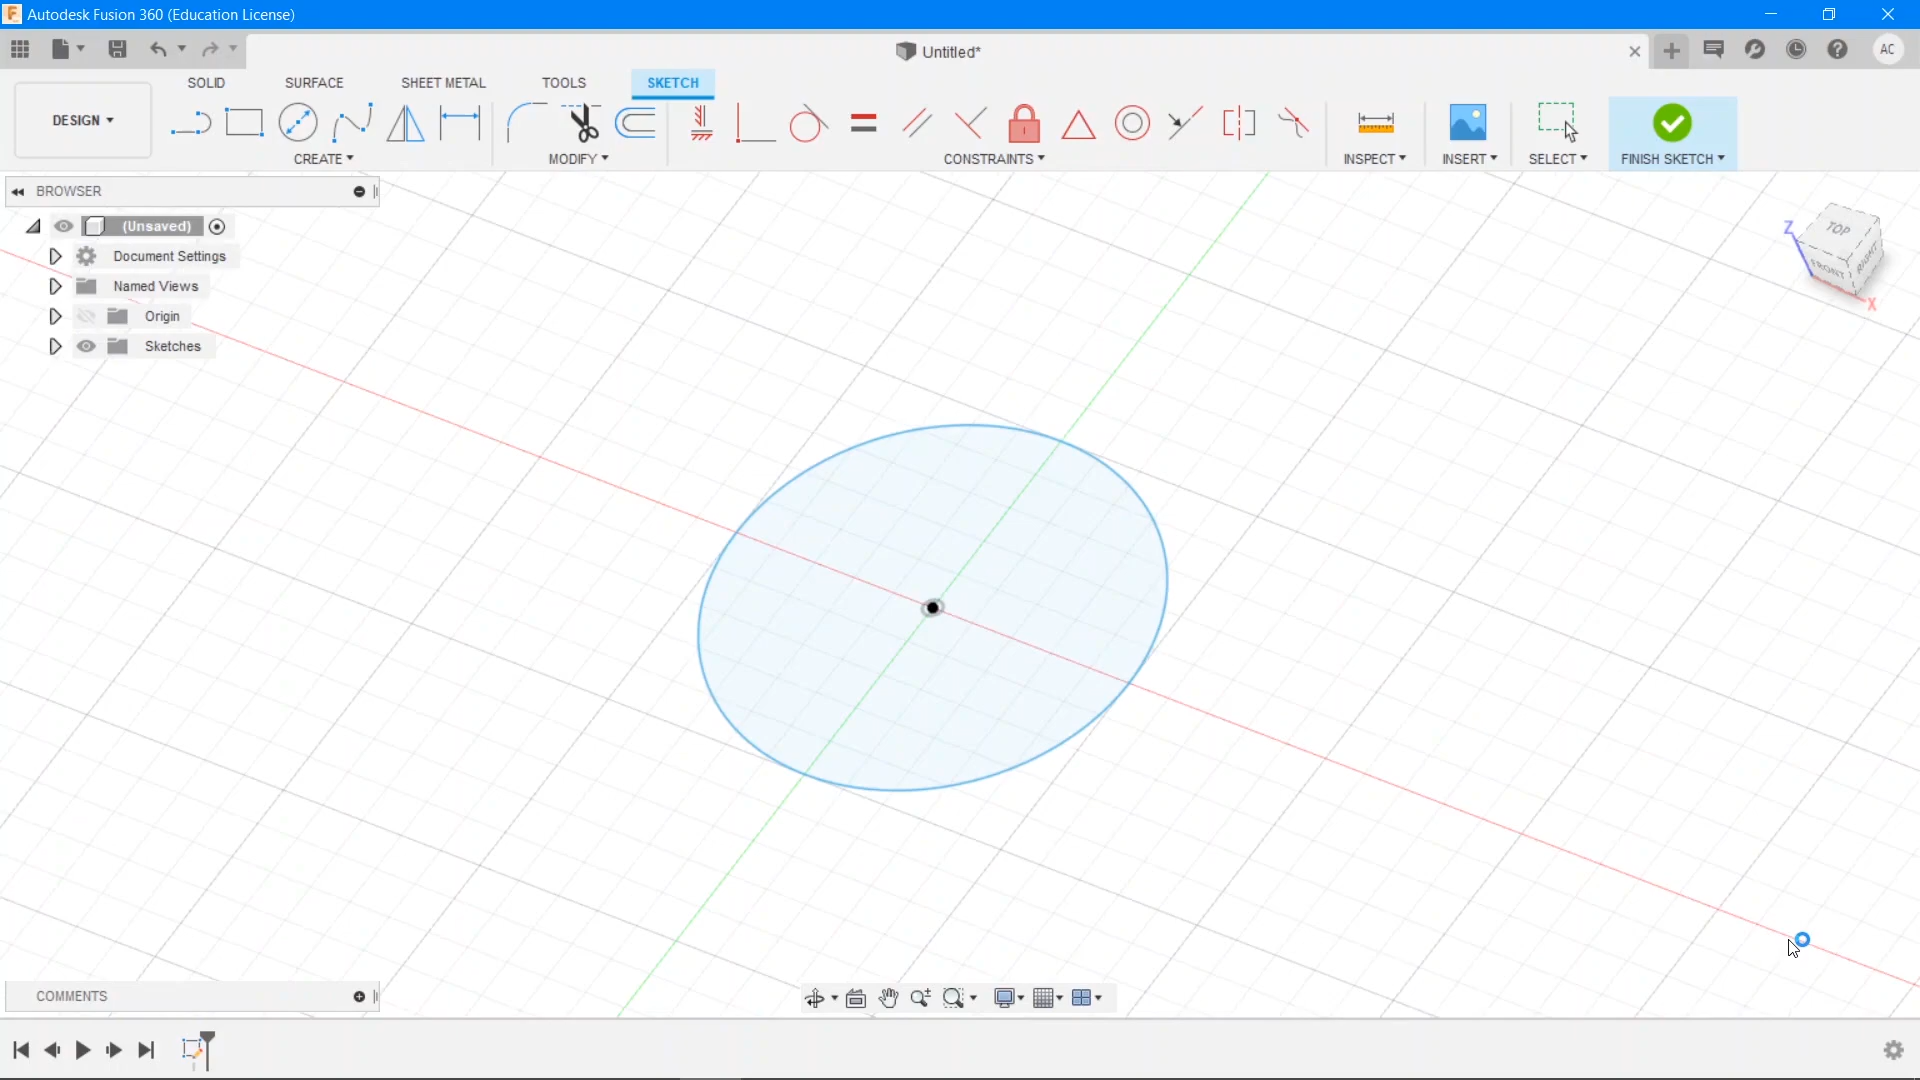 Autodesk Fusion 360 (Education License)
Untitled*
AC
SOLID SURFACE SHEET METAL TOOLS SKETCH
DESIGN
CREATE MODIFY CONSTRAINTS INSPECT INSERT SELECT FINISH SKETCH
BROWSER
(Unsaved)
Document Settings
Named Views
Origin
Sketches
Z
TOP
FRONT
RIGHT
X
COMMENTS